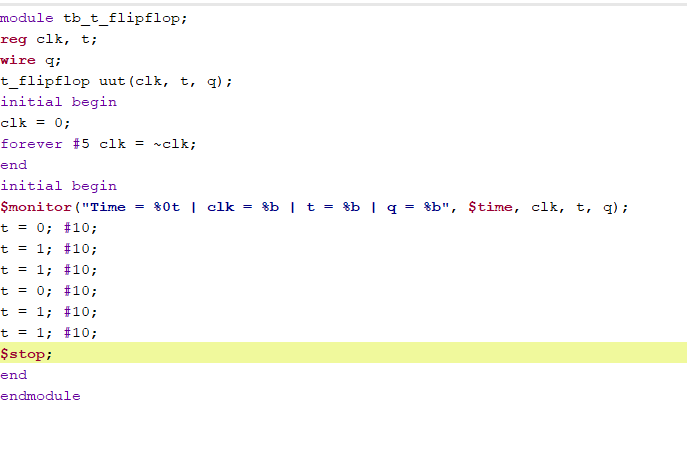 module tb_t_flipflop;
reg clk, t;
wire q;
t_flipflop uut(clk, t, q);
initial begin
clk = 0;
forever #5 clk = ~clk;
end
initial begin
$monitor("Time = %0t | clk = %b | t = %b | q = %b", $time, clk, t, q);
t = 0; #10;
t = 1; #10;
t = 1; #10;
t = 0; #10;
t = 1; #10;
t = 1; #10;
$stop;
end
endmodule